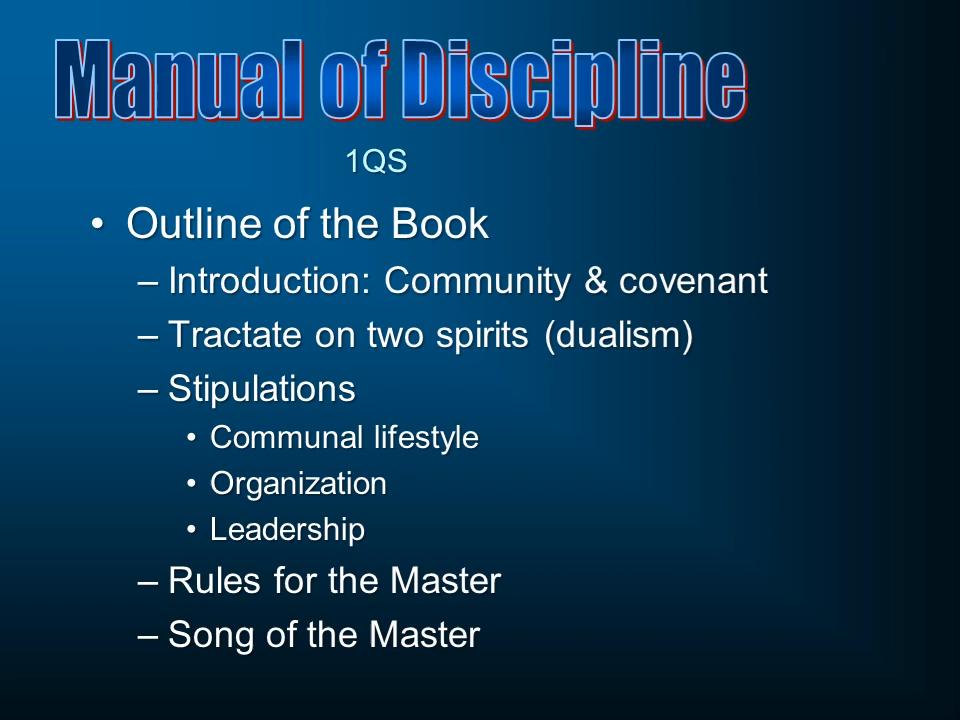 Manual of Discipline
1QS
• Outline of the Book
– Introduction: Community & covenant
– Tractate on two spirits (dualism)
– Stipulations
• Communal lifestyle
• Organization
• Leadership
– Rules for the Master
– Song of the Master